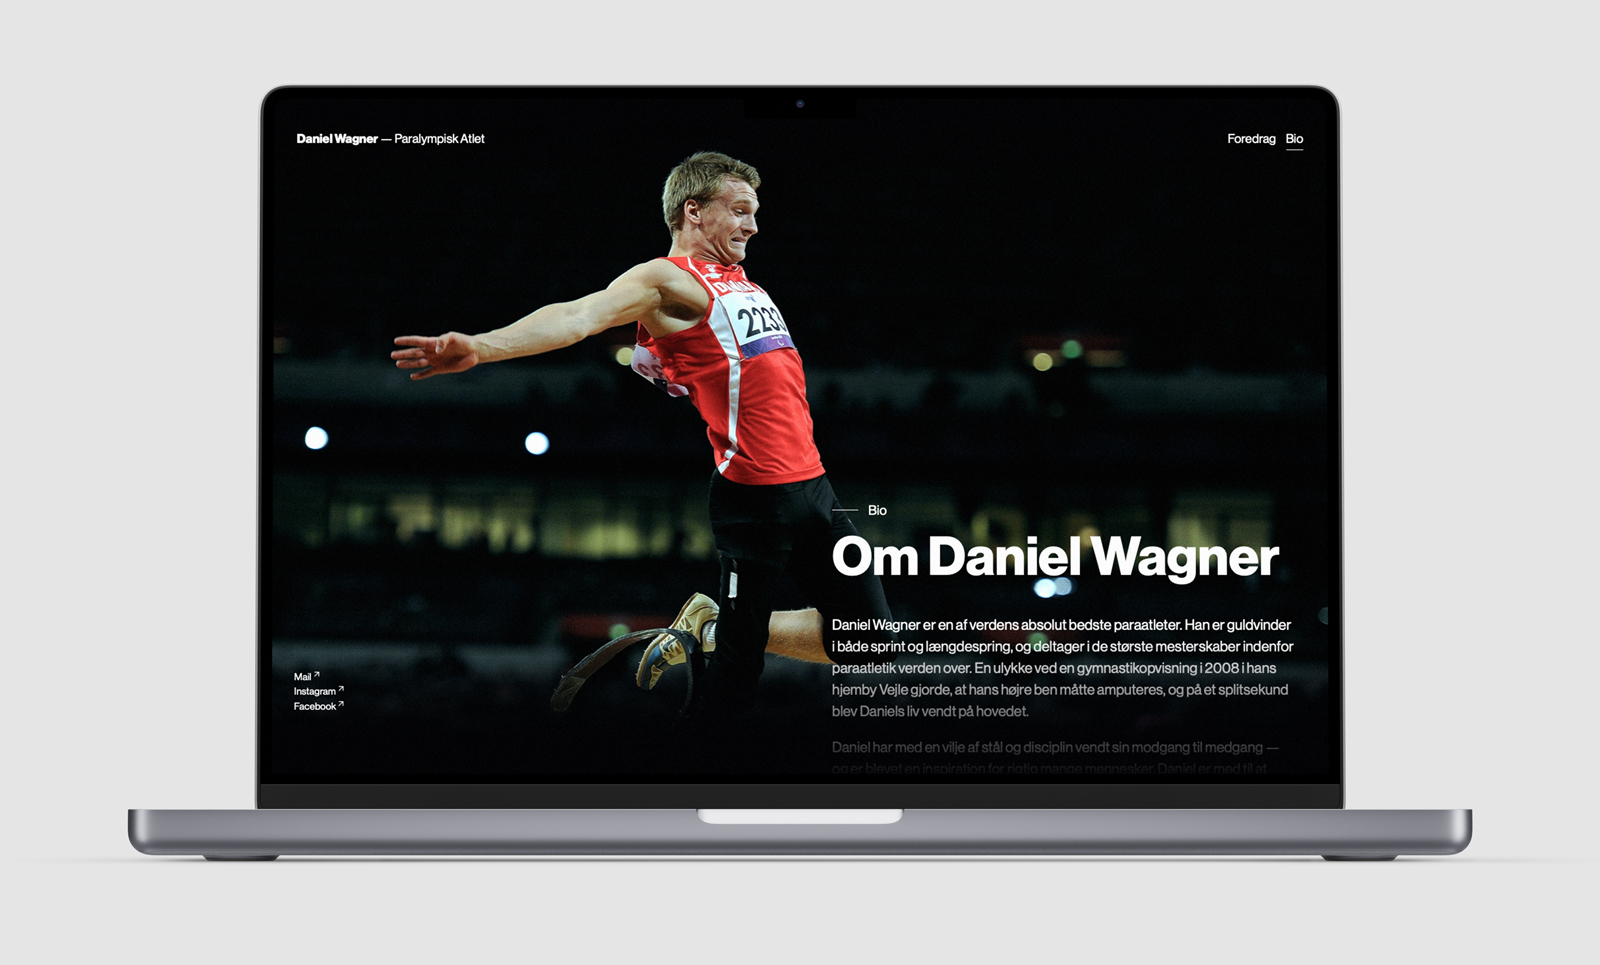 Daniel Wagner — Paralympisk Atlet
Foredrag Bio
2233
Bio
Om Daniel Wagner
Daniel Wagner er en af verdens absolut bedste paraatleter. Han er guldvinder
i både sprint og længdespring, og deltager i de største mesterskaber indenfor
paraatletik verden over. En ulykke ved en gymnastikopvisning i 2008 i hans
hjemby Vejle gjorde, at hans højre ben måtte amputeres, og på et splitsekund
blev Daniels liv vendt på hovedet.
Daniel har med en vilje af stål og disciplin vendt sin modgang til medgang —
og er blevet en inspiration for rigtig mange mennesker. Daniel er med til at
Mail
Instagram
Facebook